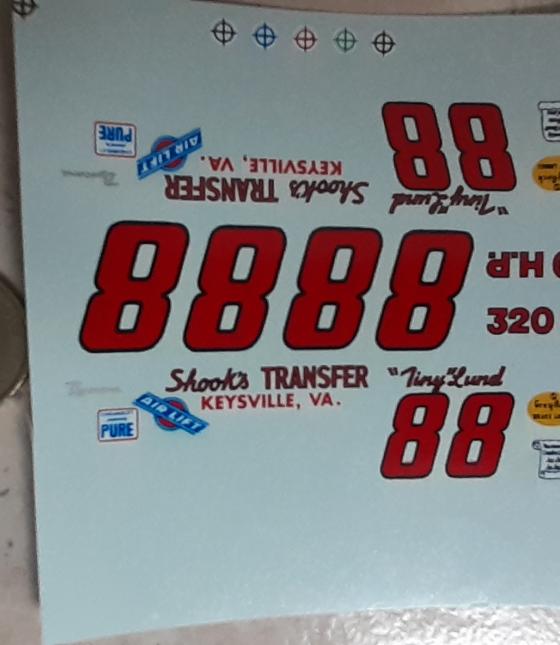 PURE
AIR LIFT
KEYSVILLE, VA.
Shook's TRANSFER
88
"Tiny" Lund
8888
H.P.
320
Shook's TRANSFER
KEYSVILLE, VA.
"Tiny" Lund
AIR LIFT
PURE
88